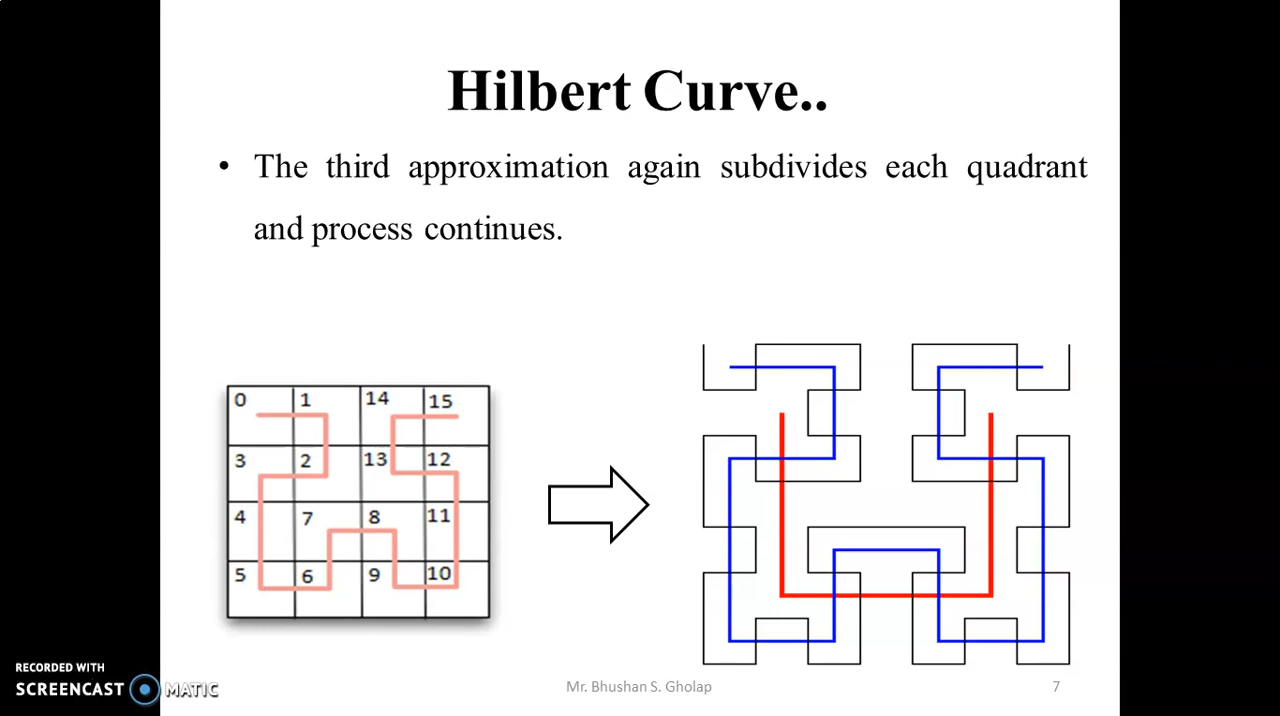 Hilbert Curve..
• The third approximation again subdivides each quadrant
and process continues.
0 1 14 15
3 2 13 12
4 7 8 11
5 6 9 10
RECORDED WITH
SCREENCAST MATIC
Mr. Bhushan S. Gholap
7